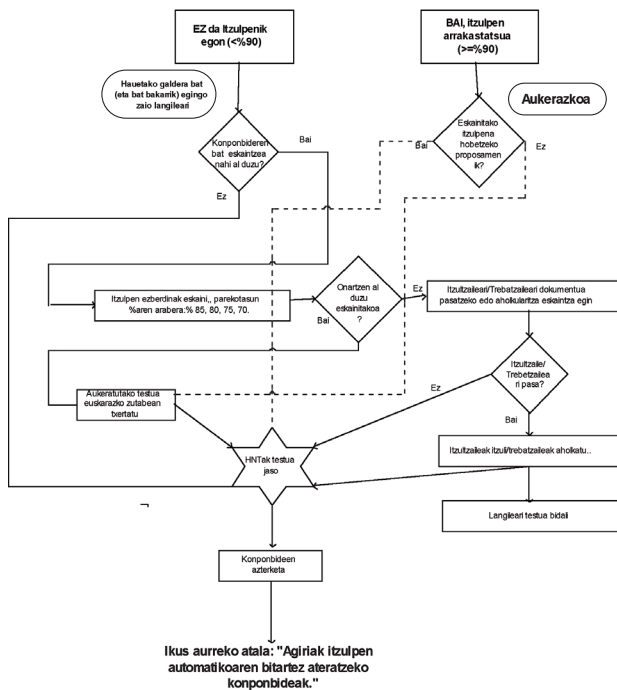 EZ da Itzulpenik
egon (<%90)
BAI, itzulpen
arrakastatsua
(>=%90)
Hauetako galdera bat
(eta bat bakarrik) egingo
zaio langileari
Aukerazkoa
Konponbideren
bat eskaintzea
nahi al duzu?
Bai
Ez
Eskainitako
itzulpena
hobetzeko
proposamen
ik?
Bai
Ez
Itzulpen ezberdinak eskaini,, parekotasun
%aren arabera:% 85, 80, 75, 70.
Onartzen al
duzu
eskainitakoa
?
Ez
Bai
Itzultzaileari/Trebatzaileari dokumentua
pasatzeko edo aholkularitza eskaintza egin
Aukeratutako testua
euskarazko zutabean
txertatu
Itzultzaile/
Trebetzailea
ri pasa?
Ez
Bai
HNTak testua
jaso
Itzultzaileak itzuli/trebatzaileak aholkatu..
Langileari testua bidali
¬
Konponbideen
azterketa
Ikus aurreko atala: "Agiriak itzulpen
automatikoaren bitartez ateratzeko
konponbideak."